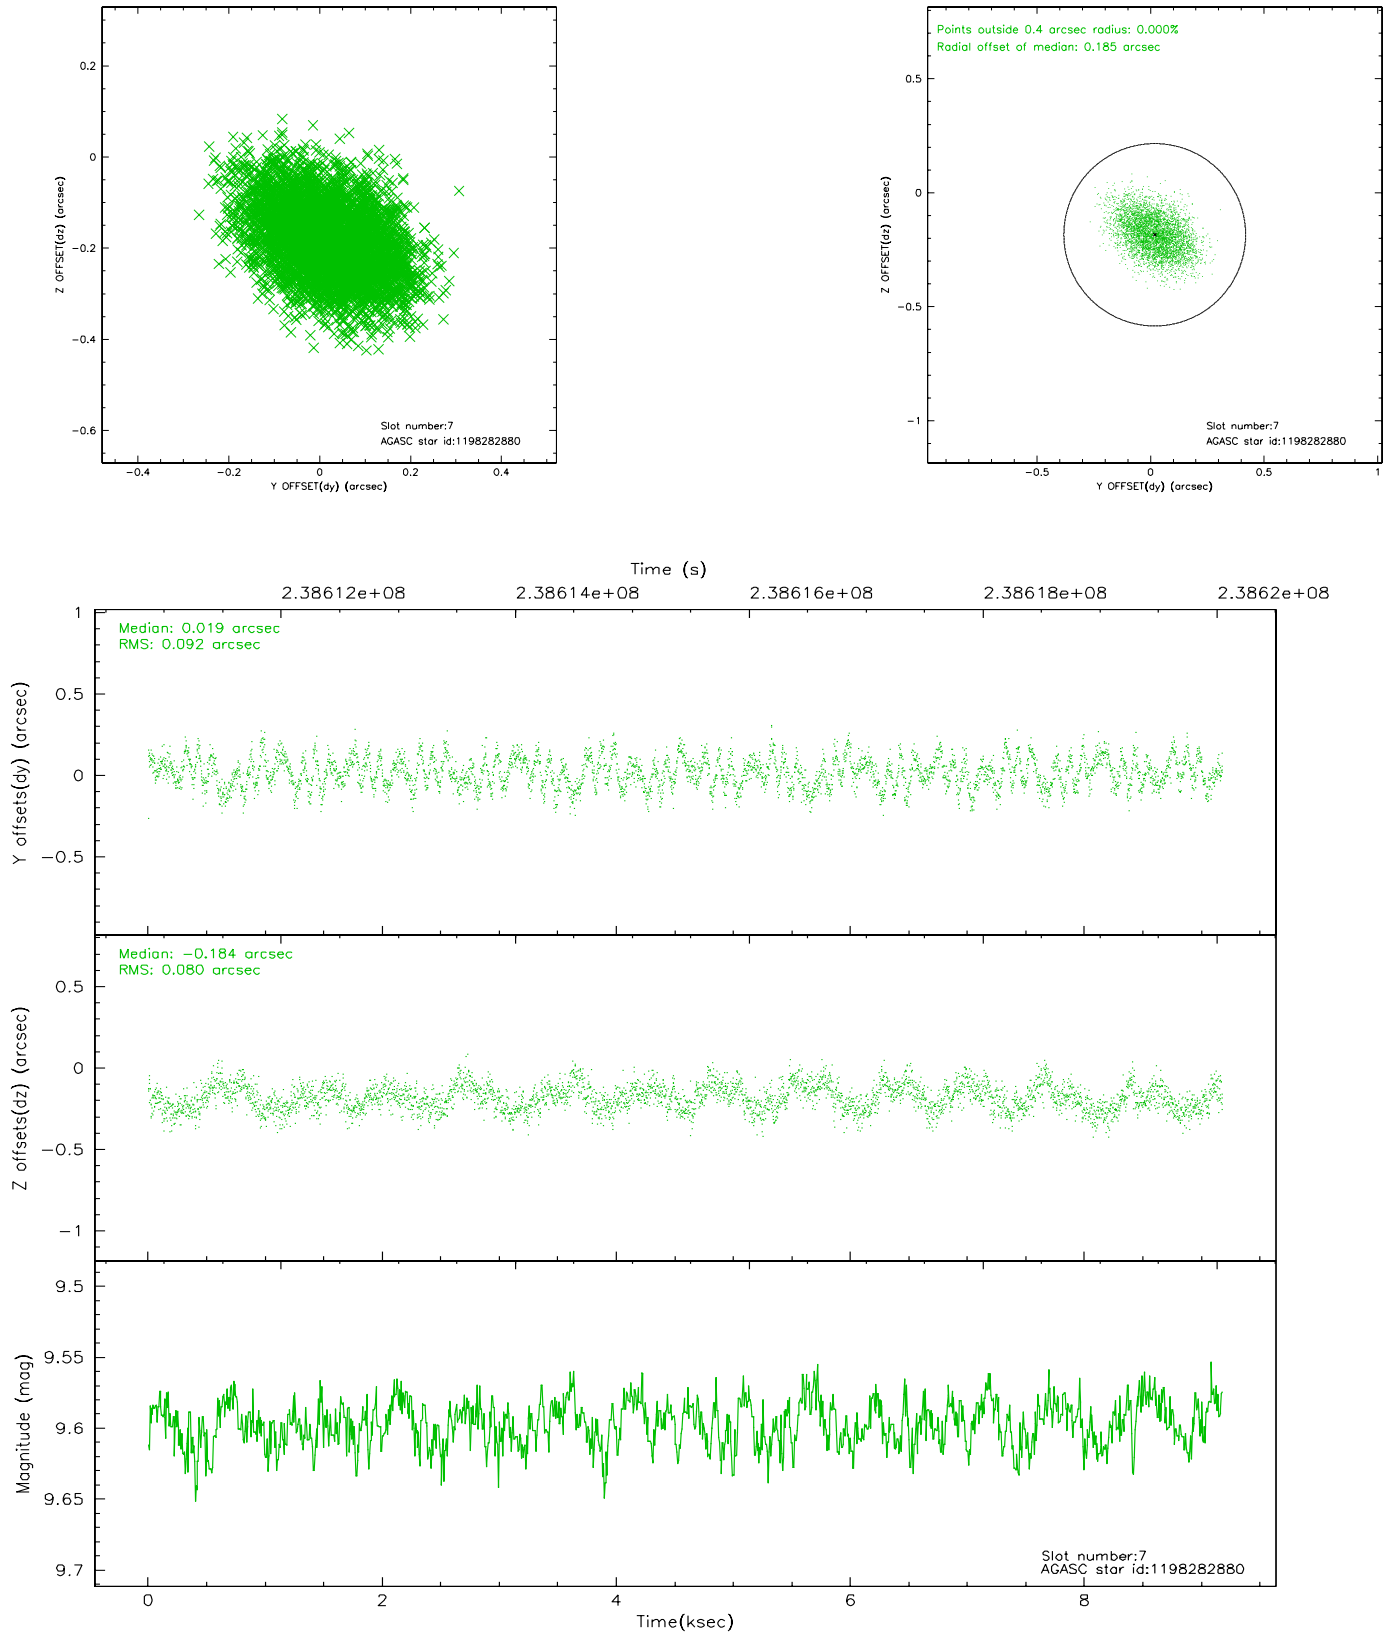 0.2
0
-0.2
-0.4
-0.6
Z OFFSET(dz) (arcsec)
Slot number:7
AGASC star id:1198282880
-0.4 -0.2 0 0.2 0.4
Y OFFSET(dy) (arcsec)
Points outside 0.4 arcsec radius: 0.000%
Radial offset of median: 0.185 arcsec
0.5
0
-0.5
-1
Z OFFSET(dz) (arcsec)
Slot number:7
AGASC star id:1198282880
-0.5 0 0.5 1
Y OFFSET(dy) (arcsec)
Time (s)
2.38612e+08 2.38614e+08 2.38616e+08 2.38618e+08 2.3862e+08
Median: 0.019 arcsec
RMS: 0.092 arcsec
1
0.5
0
-0.5
Y offsets(dy) (arcsec)
Median: -0.184 arcsec
RMS: 0.080 arcsec
0.5
0
-0.5
-1
Z offsets(dz) (arcsec)
9.5
9.55
9.6
9.65
9.7
Magnitude (mag)
Slot number:7
AGASC star id:1198282880
0 2 4 6 8
Time(ksec)